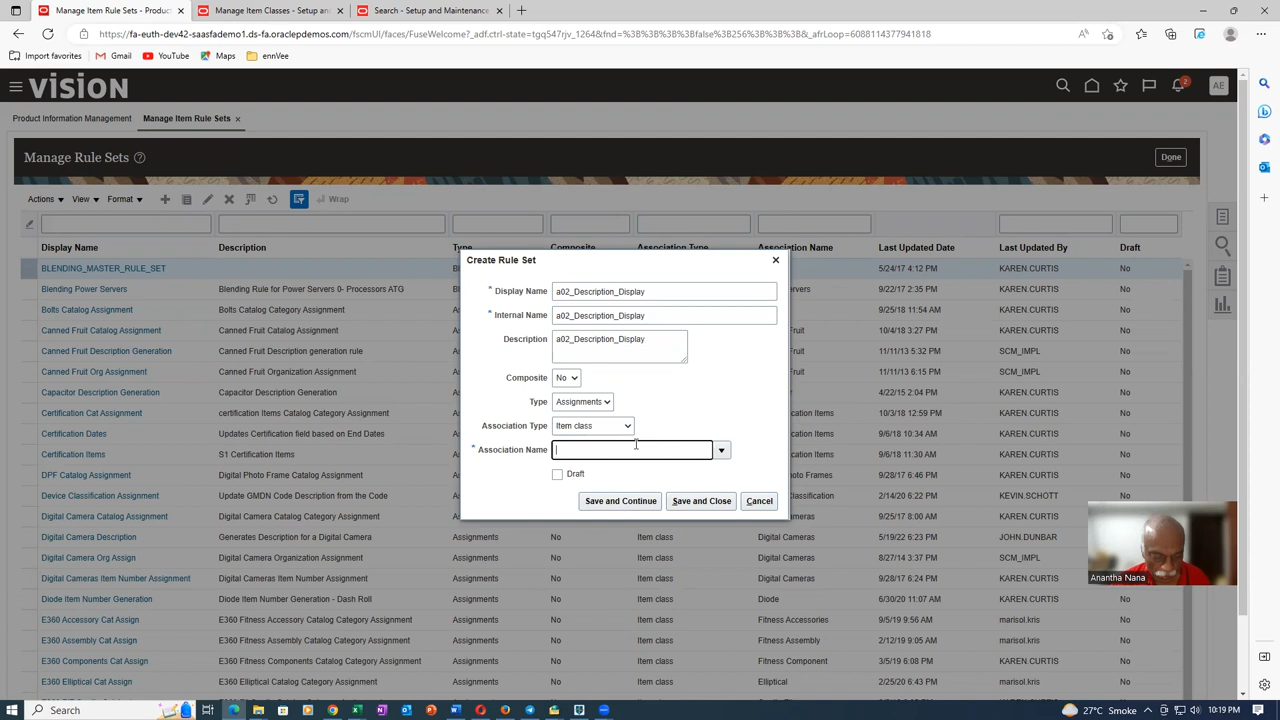 Manage Item Rule Sets - Produc
Manage Item Classes - Setup and
Search - Setup and Maintenance
https://fa-euth-dev42-saasfademo1.ds-fa.oraclepdemos.com/fscmUI/faces/FuseWelcome?_adf.ctrl-state=tgq547rjv_1264&fnd=%3B%3B%3B%3Bfalse%3B256%3B%3B%3B&_afrLoop=6088114377941818
Import favorites
Gmail
YouTube
Maps
ennVee
VISION
2
AE
Product Information Management
Manage Item Rule Sets
Manage Rule Sets
Done
Actions View Format
Wrap
Display Name Description Type Composite Association Type Association Name Last Updated Date Last Updated By Draft
BLENDING_MASTER_RULE_SET 5/24/17 4:12 PM KAREN.CURTIS No
Blending Power Servers Blending Rule for Power Servers 0- Processors ATG 9/22/17 2:35 PM KAREN.CURTIS No
Bolts Catalog Assignment Bolts Category Assignment 9/25/18 11:54 AM KAREN.CURTIS No
Canned Fruit Catalog Assignment Canned Fruit Catalog Category Assignment 10/4/18 3:27 PM KAREN.CURTIS No
Canned Fruit Description Generation Canned Fruit Description generation rule 11/11/13 5:32 PM SCM_IMPL No
Canned Fruit Org Assignment Canned Fruit Organization Assignment 11/11/13 6:15 PM SCM_IMPL No
Capacitor Description Generation Capacitor Description Generation 4/22/15 2:04 PM KAREN.CURTIS No
Certification Cat Assignment certification Items Catalog Category Assignment 10/3/18 12:59 PM KAREN.CURTIS No
Certification Dates Updates Certification field based on End Dates 9/6/18 10:34 AM KAREN.CURTIS No
Certification Items S1 Certification Items 9/6/18 11:30 AM KAREN.CURTIS No
DPF Catalog Assignment Digital Photo Frame Catalog Category Assignment 9/28/17 6:46 PM KAREN.CURTIS No
Device Classification Assignment Update GMDN Code Description from the Code 2/14/20 6:22 PM KEVIN.SCHOTT No
Digital Camera Catalog Assignment Digital Camera Catalog Category Assignment Assignments No Item class Digital Cameras 9/25/17 8:00 AM KAREN.CURTIS No
Digital Camera Description Generates Description for a Digital Camera Assignments No Item class Digital Cameras 5/19/22 6:23 PM JOHN.DUNBAR No
Digital Camera Org Assign Digital Camera Organization Assignment Assignments No Item class Digital Cameras 8/27/14 3:37 PM SCM_IMPL No
Digital Cameras Item Number Assignment Digital Cameras Item Number Assignment Assignments No Item class Digital Cameras 9/28/17 6:24 PM KAREN.CURTIS No
Diode Item Number Generation Diode Item Number Generation - Dash Roll Assignments No Item class Diode 6/30/20 11:07 AM KAREN.CURTIS No
E360 Accessory Cat Assign E360 Fitness Accessory Catalog Category Assignment Assignments No Item class Fitness Accessories 9/5/19 9:56 AM marisol.kris No
E360 Assembly Cat Assign E360 Fitness Assembly Catalog Category Assignment Assignments No Item class Fitness Assembly 2/12/19 9:05 AM marisol.kris No
E360 Components Cat Assign E360 Fitness Components Catalog Category Assignment Assignments No Item class Fitness Component 3/5/19 6:08 PM KAREN.CURTIS No
E360 Elliptical Cat Assign E360 Elliptical Catalog Category Assignment Assignments No Item class Elliptical 2/25/20 6:43 PM marisol.kris No
Create Rule Set
* Display Name a02_Description_Display
* Internal Name a02_Description_Display
Description a02_Description_Display
Composite No
Type Assignments
Association Type Item class
* Association Name
Draft
Save and Continue Save and Close Cancel
Anantha Nana
Search
27°C Smoke
ENG
10:19 PM